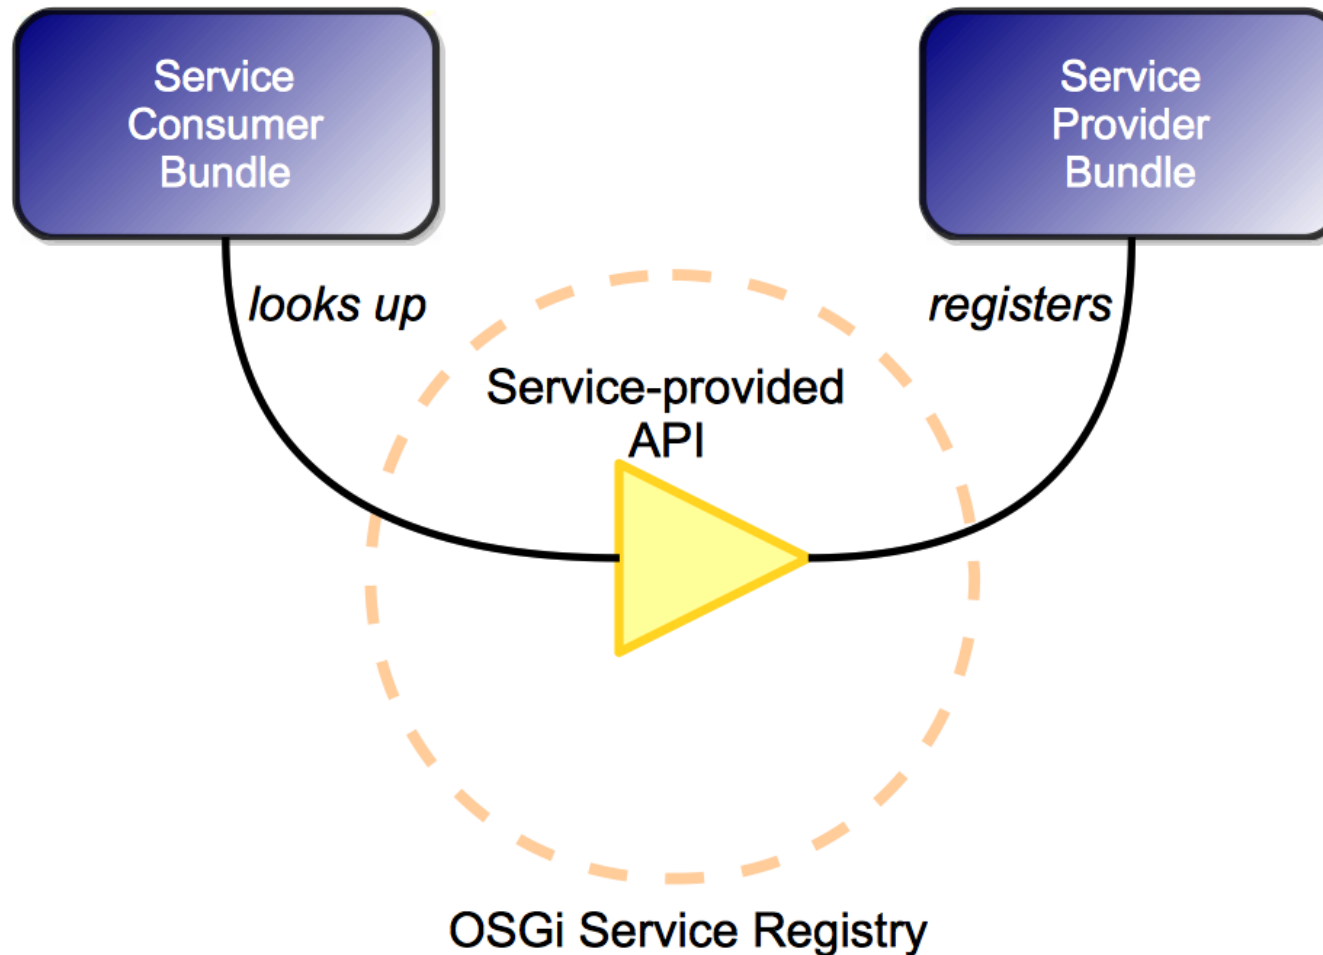 Service
Consumer
Bundle
Service
Provider
Bundle
looks up
registers
Service-provided
API
OSGi Service Registry